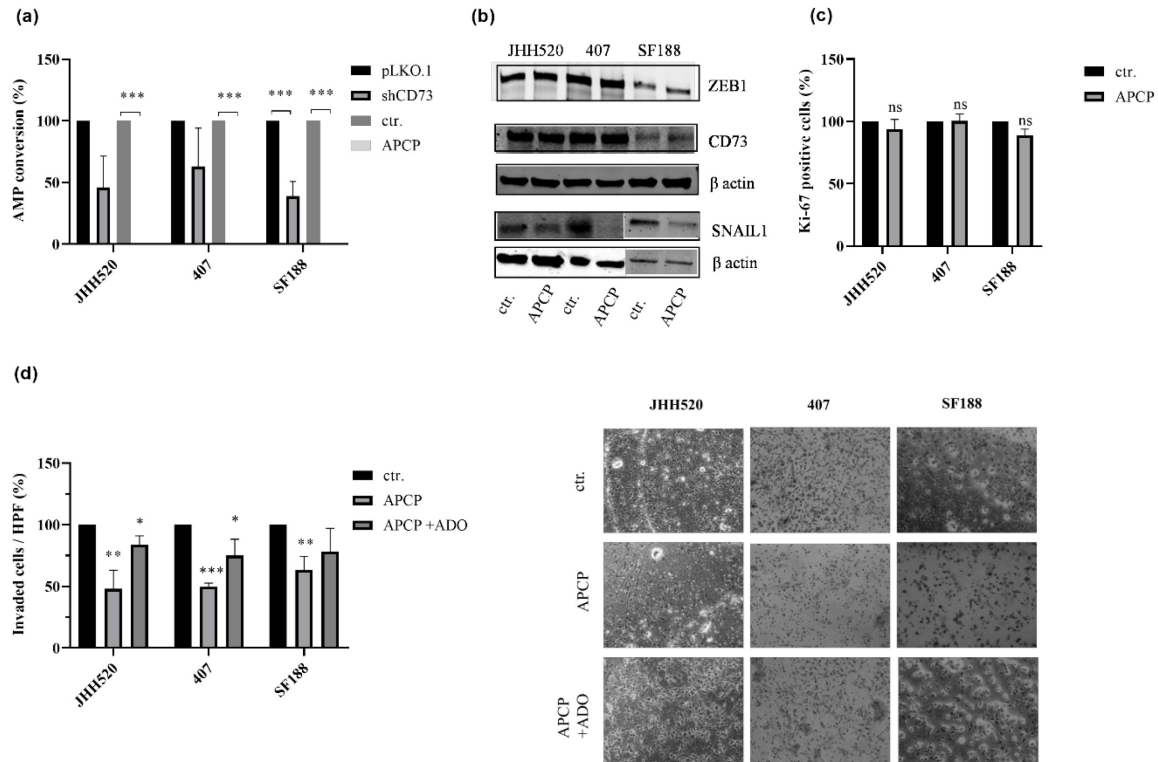 (a)
AMP conversion (%)
150
100
50
0
*** *** *** ***
JHH520 407 SF188
pLKO.1
shCD73
ctr.
APCP
(b)
JHH520 407 SF188
ZEB1
CD73
β actin
SNAIL1
β actin
ctr. APCP ctr. APCP ctr. APCP
(c)
Ki-67 positive cells (%)
150
100
50
0
ns ns ns
JHH520 407 SF188
ctr.
APCP
(d)
Invaded cells / HPF (%)
150
100
50
0
** * *** * **
JHH520 407 SF188
ctr.
APCP
APCP +ADO
JHH520 407 SF188
ctr.
APCP
APCP
+ADO